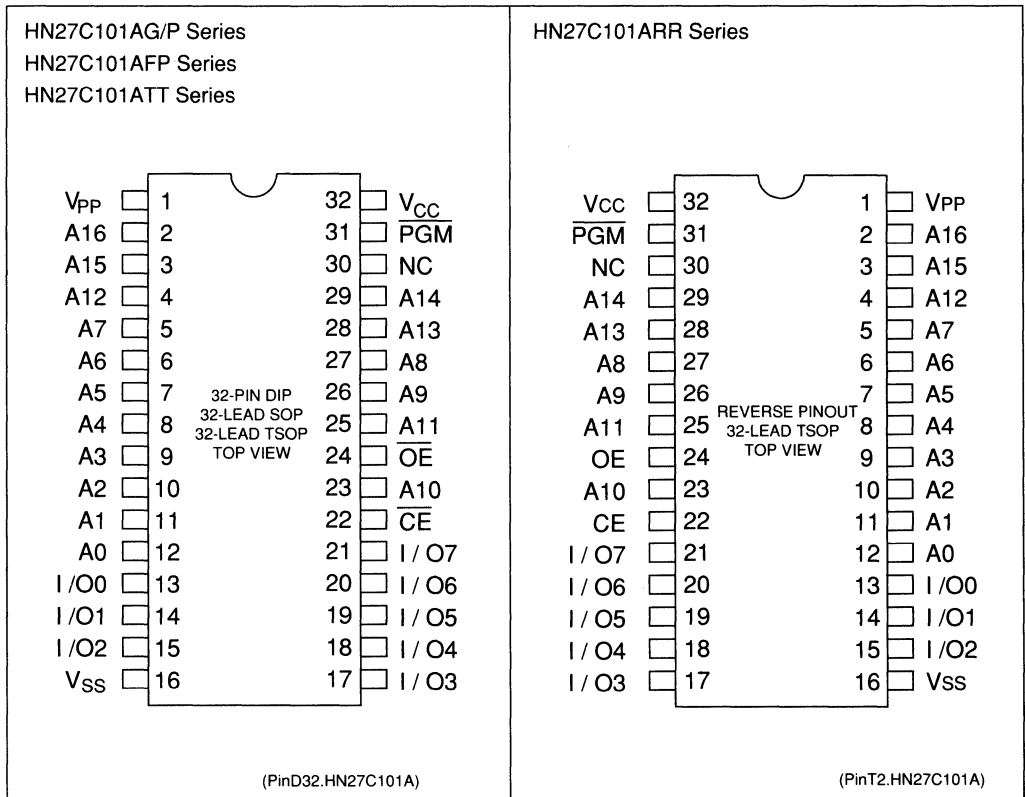 HN27C101AG/P Series
HN27C101AFP Series
HN27C101ATT Series
VPP 1 32 VCC
A16 2 31 P̅G̅M̅
A15 3 30 NC
A12 4 29 A14
A7 5 28 A13
A6 6 27 A8
A5 7 26 A9
A4 8 25 A11
A3 9 24 O̅E̅
A2 10 23 A10
A1 11 22 C̅E̅
A0 12 21 I/O7
I/O0 13 20 I/O6
I/O1 14 19 I/O5
I/O2 15 18 I/O4
VSS 16 17 I/O3
32-PIN DIP
32-LEAD SOP
32-LEAD TSOP
TOP VIEW
(PinD32.HN27C101A)
HN27C101ARR Series
VCC 32 1 VPP
P̅G̅M̅ 31 2 A16
NC 30 3 A15
A14 29 4 A12
A13 28 5 A7
A8 27 6 A6
A9 26 7 A5
A11 25 8 A4
OE 24 9 A3
A10 23 10 A2
CE 22 11 A1
I/O7 21 12 A0
I/O6 20 13 I/O0
I/O5 19 14 I/O1
I/O4 18 15 I/O2
I/O3 17 16 VSS
REVERSE PINOUT
32-LEAD TSOP
TOP VIEW
(PinT2.HN27C101A)